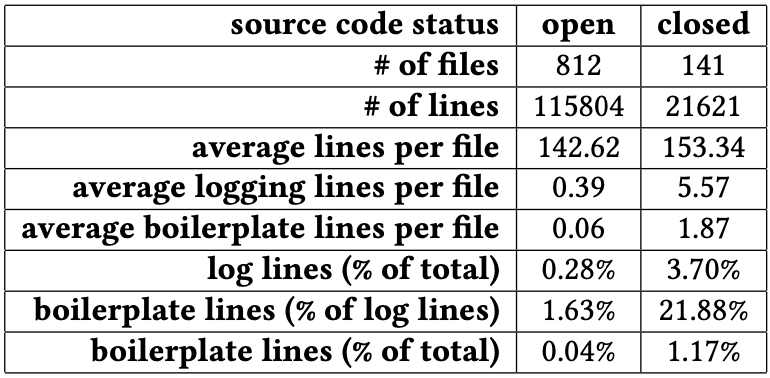 source code status open closed
# of files 812 141
# of lines 115804 21621
average lines per file 142.62 153.34
average logging lines per file 0.39 5.57
average boilerplate lines per file 0.06 1.87
log lines (% of total) 0.28% 3.70%
boilerplate lines (% of log lines) 1.63% 21.88%
boilerplate lines (% of total) 0.04% 1.17%